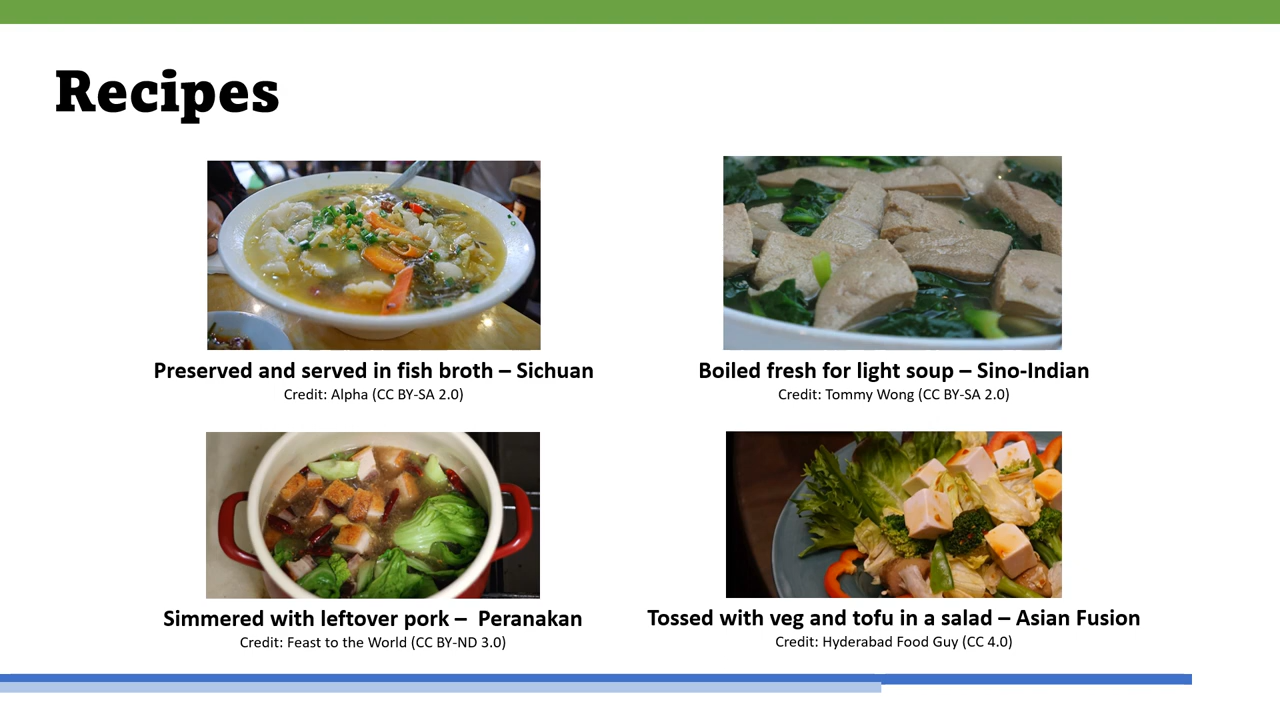 Recipes
Preserved and served in fish broth – Sichuan
Credit: Alpha (CC BY-SA 2.0)
Boiled fresh for light soup – Sino-Indian
Credit: Tommy Wong (CC BY-SA 2.0)
Simmered with leftover pork –  Peranakan
Credit: Feast to the World (CC BY-ND 3.0)
Tossed with veg and tofu in a salad – Asian Fusion
Credit: Hyderabad Food Guy (CC 4.0)